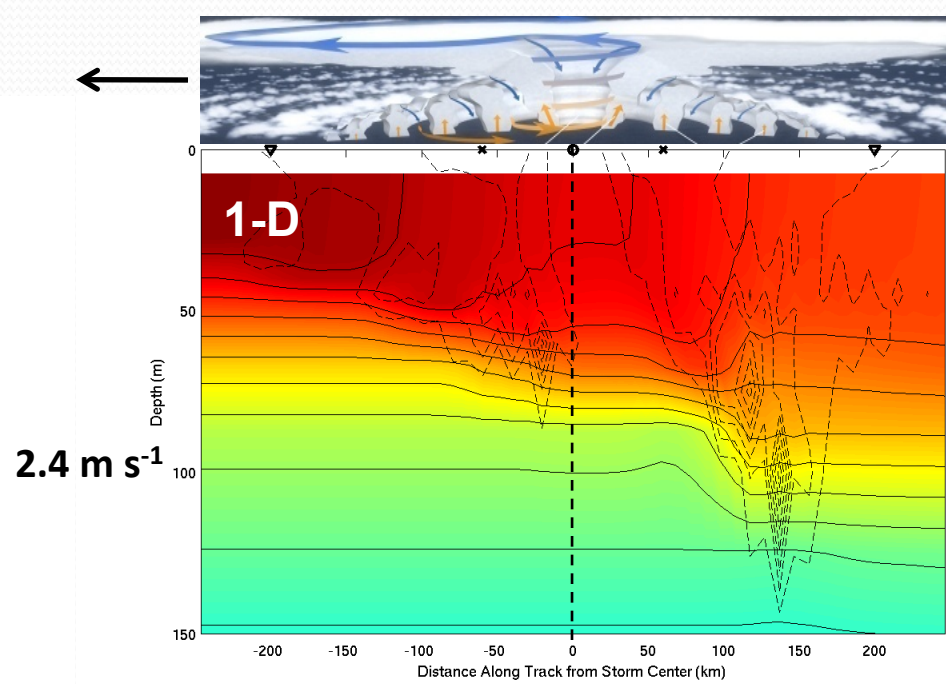 0
1-D
50
Depth (m)
2.4 m s-1
100
150
-200 -150 -100 -50 0 50 100 150 200
Distance Along Track from Storm Center (km)